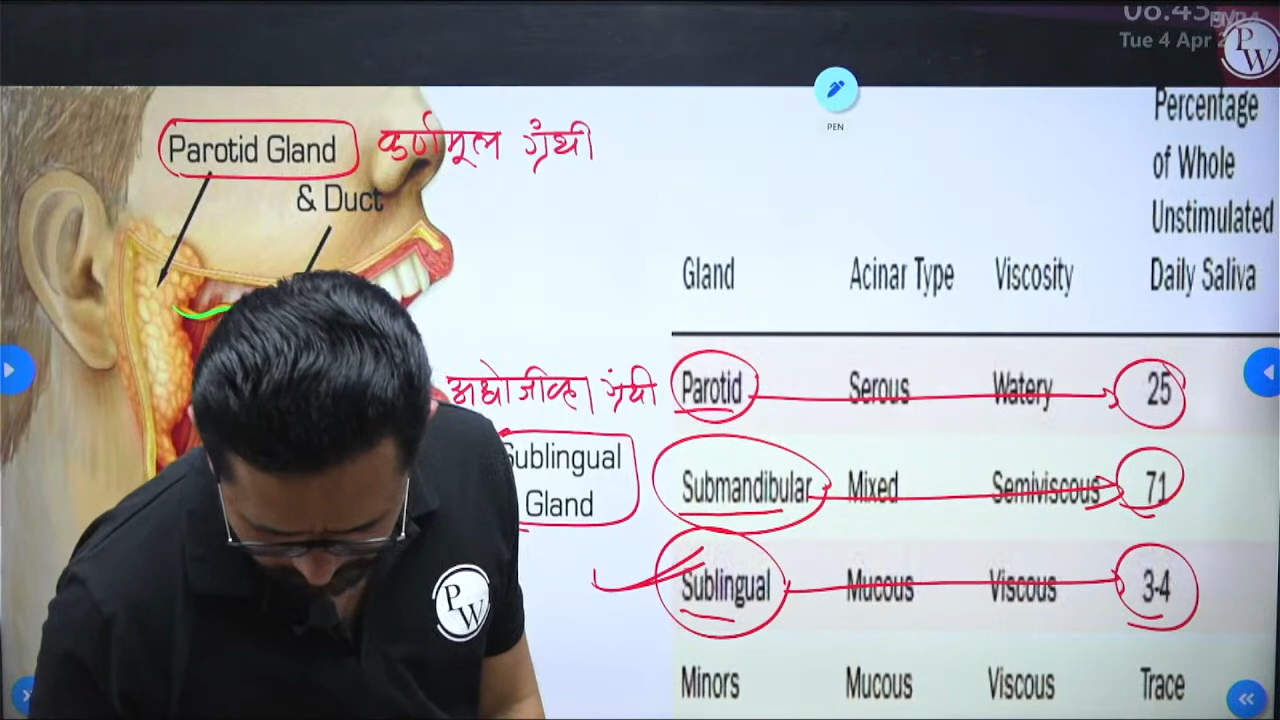 Tue 4 Apr
PW
PEN
Parotid Gland
कर्णमूल ग्रंथी
& Duct
अधोजीव्हा ग्रंथी
Sublingual
Gland
PW
Percentage
of Whole
Unstimulated
Gland Acinar Type Viscosity Daily Saliva
Parotid Serous Watery 25
Submandibular Mixed Semiviscous 71
Sublingual Mucous Viscous 3-4
Minors Mucous Viscous Trace